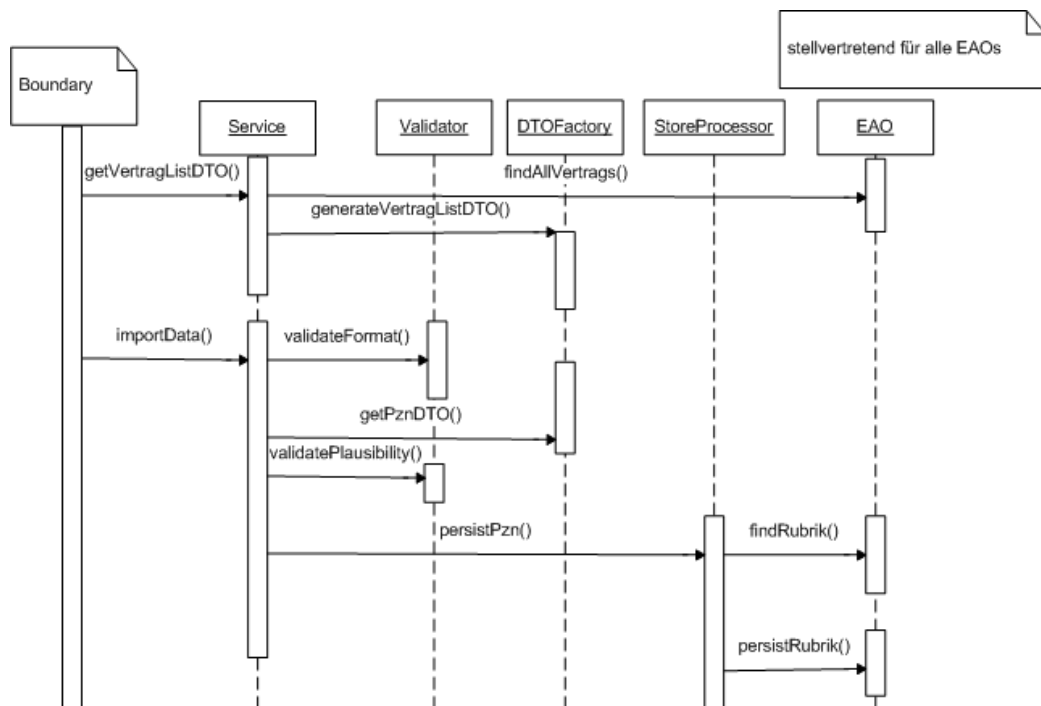 stellvertretend für alle EAOs
Boundary
Service
Validator
DTOFactory
StoreProcessor
EAO
getVertragListDTO()
findAllVertrags()
generateVertragListDTO()
importData()
validateFormat()
getPznDTO()
validatePlausibility()
persistPzn()
findRubrik()
persistRubrik()